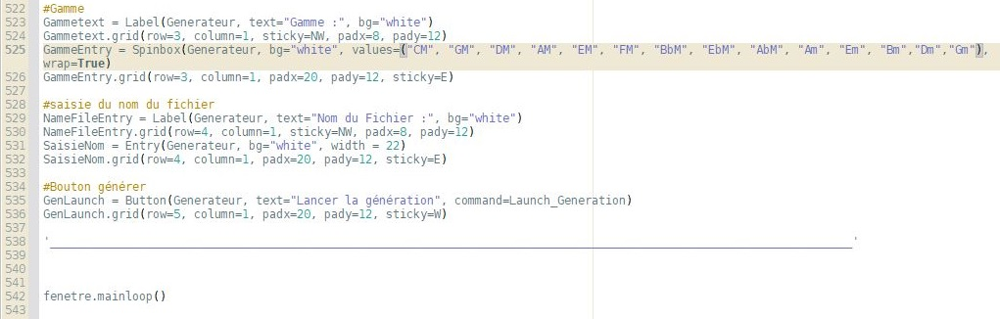 522 #Gamme
523 Gammetext = Label(Generateur, text="Gamme :", bg="white")
524 Gammetext.grid(row=3, column=1, sticky=NW, padx=8, pady=12)
525 GammeEntry = Spinbox(Generateur, bg="white", values=("CM", "GM", "DM", "AM", "EM", "FM", "BbM", "EbM", "AbM", "Am", "Em", "Bm","Dm","Gm"),
wrap=True)
526 GammeEntry.grid(row=3, column=1, padx=20, pady=12, sticky=E)
527
528 #saisie du nom du fichier
529 NameFileEntry = Label(Generateur, text="Nom du Fichier :", bg="white")
530 NameFileEntry.grid(row=4, column=1, sticky=NW, padx=8, pady=12)
531 SaisieNom = Entry(Generateur, bg="white", width = 22)
532 SaisieNom.grid(row=4, column=1, padx=20, pady=12, sticky=E)
533
534 #Bouton générer
535 GenLaunch = Button(Generateur, text="Lancer la génération", command=Launch_Generation)
536 GenLaunch.grid(row=5, column=1, padx=20, pady=12, sticky=W)
537
538 '_____________________________________________________________________________________________________________________'
539
540
541
542 fenetre.mainloop()
543